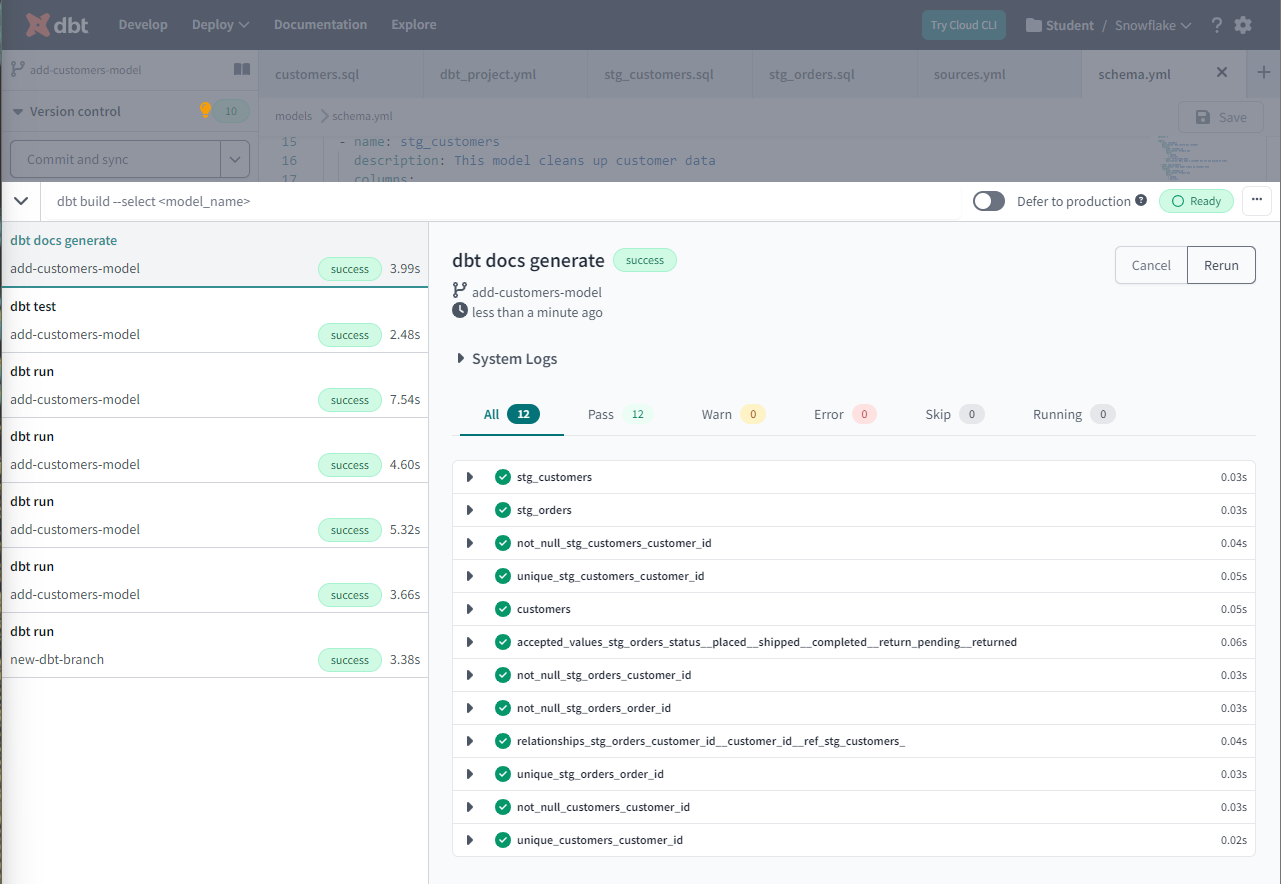 dbt Develop Deploy Documentation Explore Try Cloud CLI Student / Snowflake ?
add-customers-model customers.sql dbt_project.yml stg_customers.sql stg_orders.sql sources.yml schema.yml
Version control 10 models schema.yml Save
Commit and sync
15 - name: stg_customers
16 description: This model cleans up customer data
17 columns:
dbt build --select <model_name> Defer to production ? Ready ...
dbt docs generate
add-customers-model success 3.99s
dbt test
add-customers-model success 2.48s
dbt run
add-customers-model success 7.54s
dbt run
add-customers-model success 4.60s
dbt run
add-customers-model success 5.32s
dbt run
add-customers-model success 3.66s
dbt run
new-dbt-branch success 3.38s
dbt docs generate success Cancel Rerun
add-customers-model
less than a minute ago
System Logs
All 12 Pass 12 Warn 0 Error 0 Skip 0 Running 0
stg_customers 0.03s
stg_orders 0.03s
not_null_stg_customers_customer_id 0.04s
unique_stg_customers_customer_id 0.05s
customers 0.05s
accepted_values_stg_orders_status__placed__shipped__completed__return_pending__returned 0.06s
not_null_stg_orders_customer_id 0.03s
not_null_stg_orders_order_id 0.03s
relationships_stg_orders_customer_id__customer_id__ref_stg_customers_ 0.04s
unique_stg_orders_order_id 0.03s
not_null_customers_customer_id 0.03s
unique_customers_customer_id 0.02s